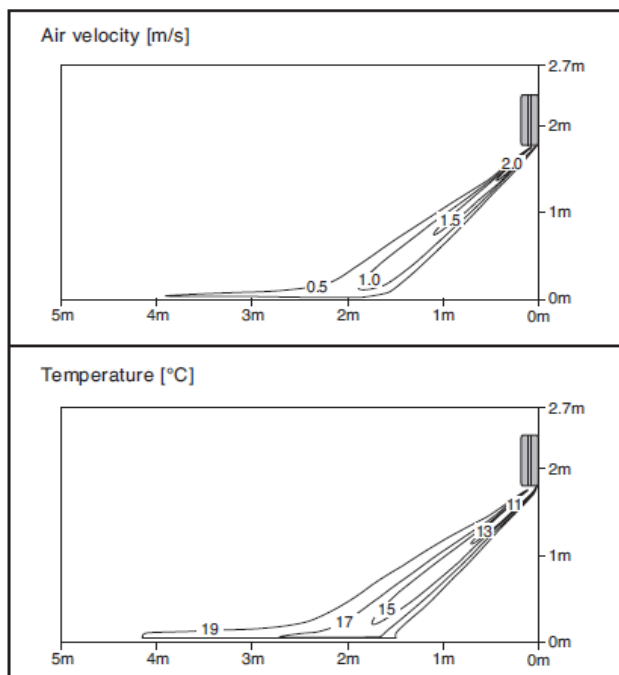 Air velocity [m/s]
2.7m
2m
2.0
1.5
1m
1.0
0.5
0m
5m 4m 3m 2m 1m 0m
Temperature [°C]
2.7m
2m
11
13
1m
15
17
19
0m
5m 4m 3m 2m 1m 0m